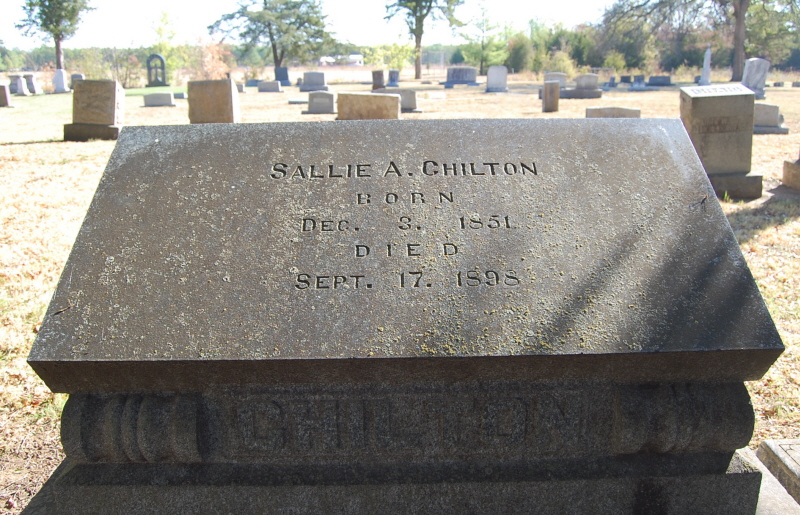 SALLIE A. CHILTON
BORN
DEC. 3. 1851.
DIED
SEPT. 17. 1898
CHILTON